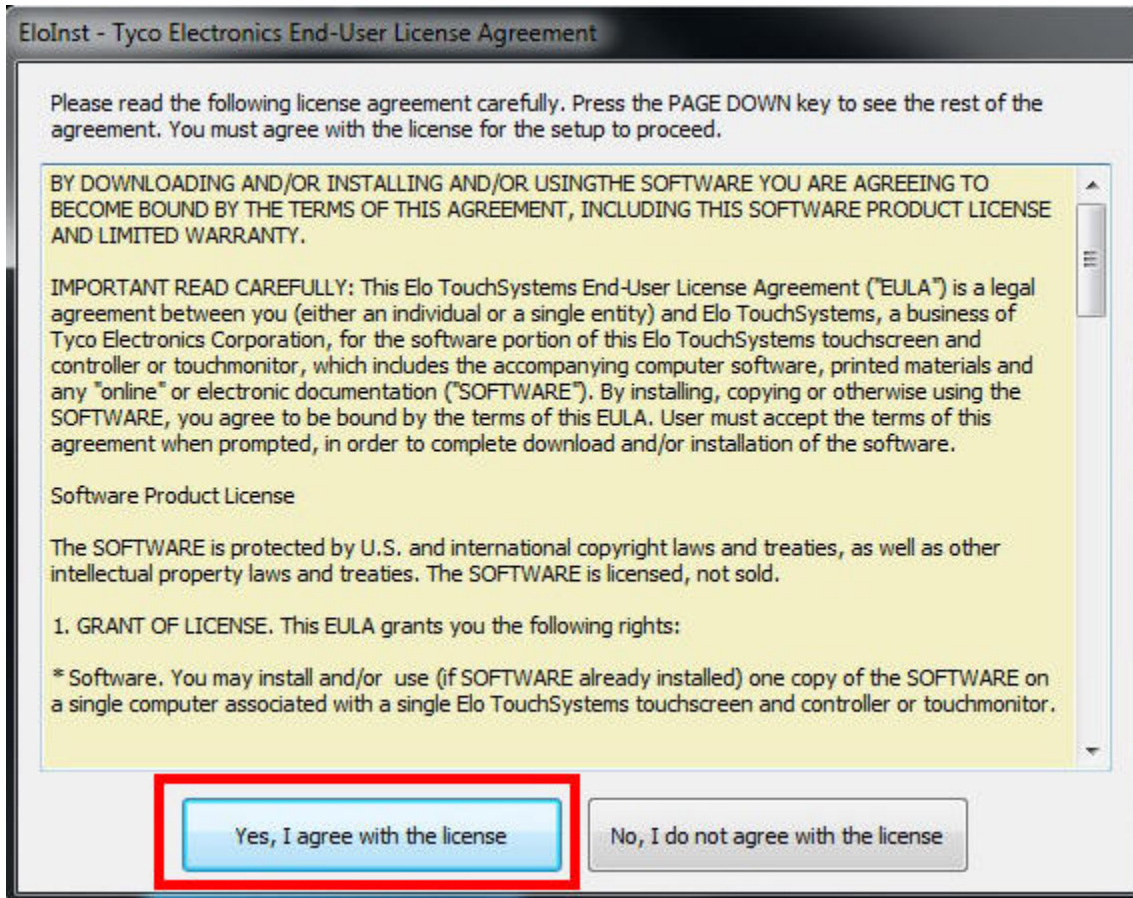 EloInst - Tyco Electronics End-User License Agreement
Please read the following license agreement carefully. Press the PAGE DOWN key to see the rest of the
agreement. You must agree with the license for the setup to proceed.
BY DOWNLOADING AND/OR INSTALLING AND/OR USINGTHE SOFTWARE YOU ARE AGREEING TO
BECOME BOUND BY THE TERMS OF THIS AGREEMENT, INCLUDING THIS SOFTWARE PRODUCT LICENSE
AND LIMITED WARRANTY.
IMPORTANT READ CAREFULLY: This Elo TouchSystems End-User License Agreement ("EULA") is a legal
agreement between you (either an individual or a single entity) and Elo TouchSystems, a business of
Tyco Electronics Corporation, for the software portion of this Elo TouchSystems touchscreen and
controller or touchmonitor, which includes the accompanying computer software, printed materials and
any "online" or electronic documentation ("SOFTWARE"). By installing, copying or otherwise using the
SOFTWARE, you agree to be bound by the terms of this EULA. User must accept the terms of this
agreement when prompted, in order to complete download and/or installation of the software.
Software Product License
The SOFTWARE is protected by U.S. and international copyright laws and treaties, as well as other
intellectual property laws and treaties. The SOFTWARE is licensed, not sold.
1. GRANT OF LICENSE. This EULA grants you the following rights:
* Software. You may install and/or use (if SOFTWARE already installed) one copy of the SOFTWARE on
a single computer associated with a single Elo TouchSystems touchscreen and controller or touchmonitor.
Yes, I agree with the license
No, I do not agree with the license